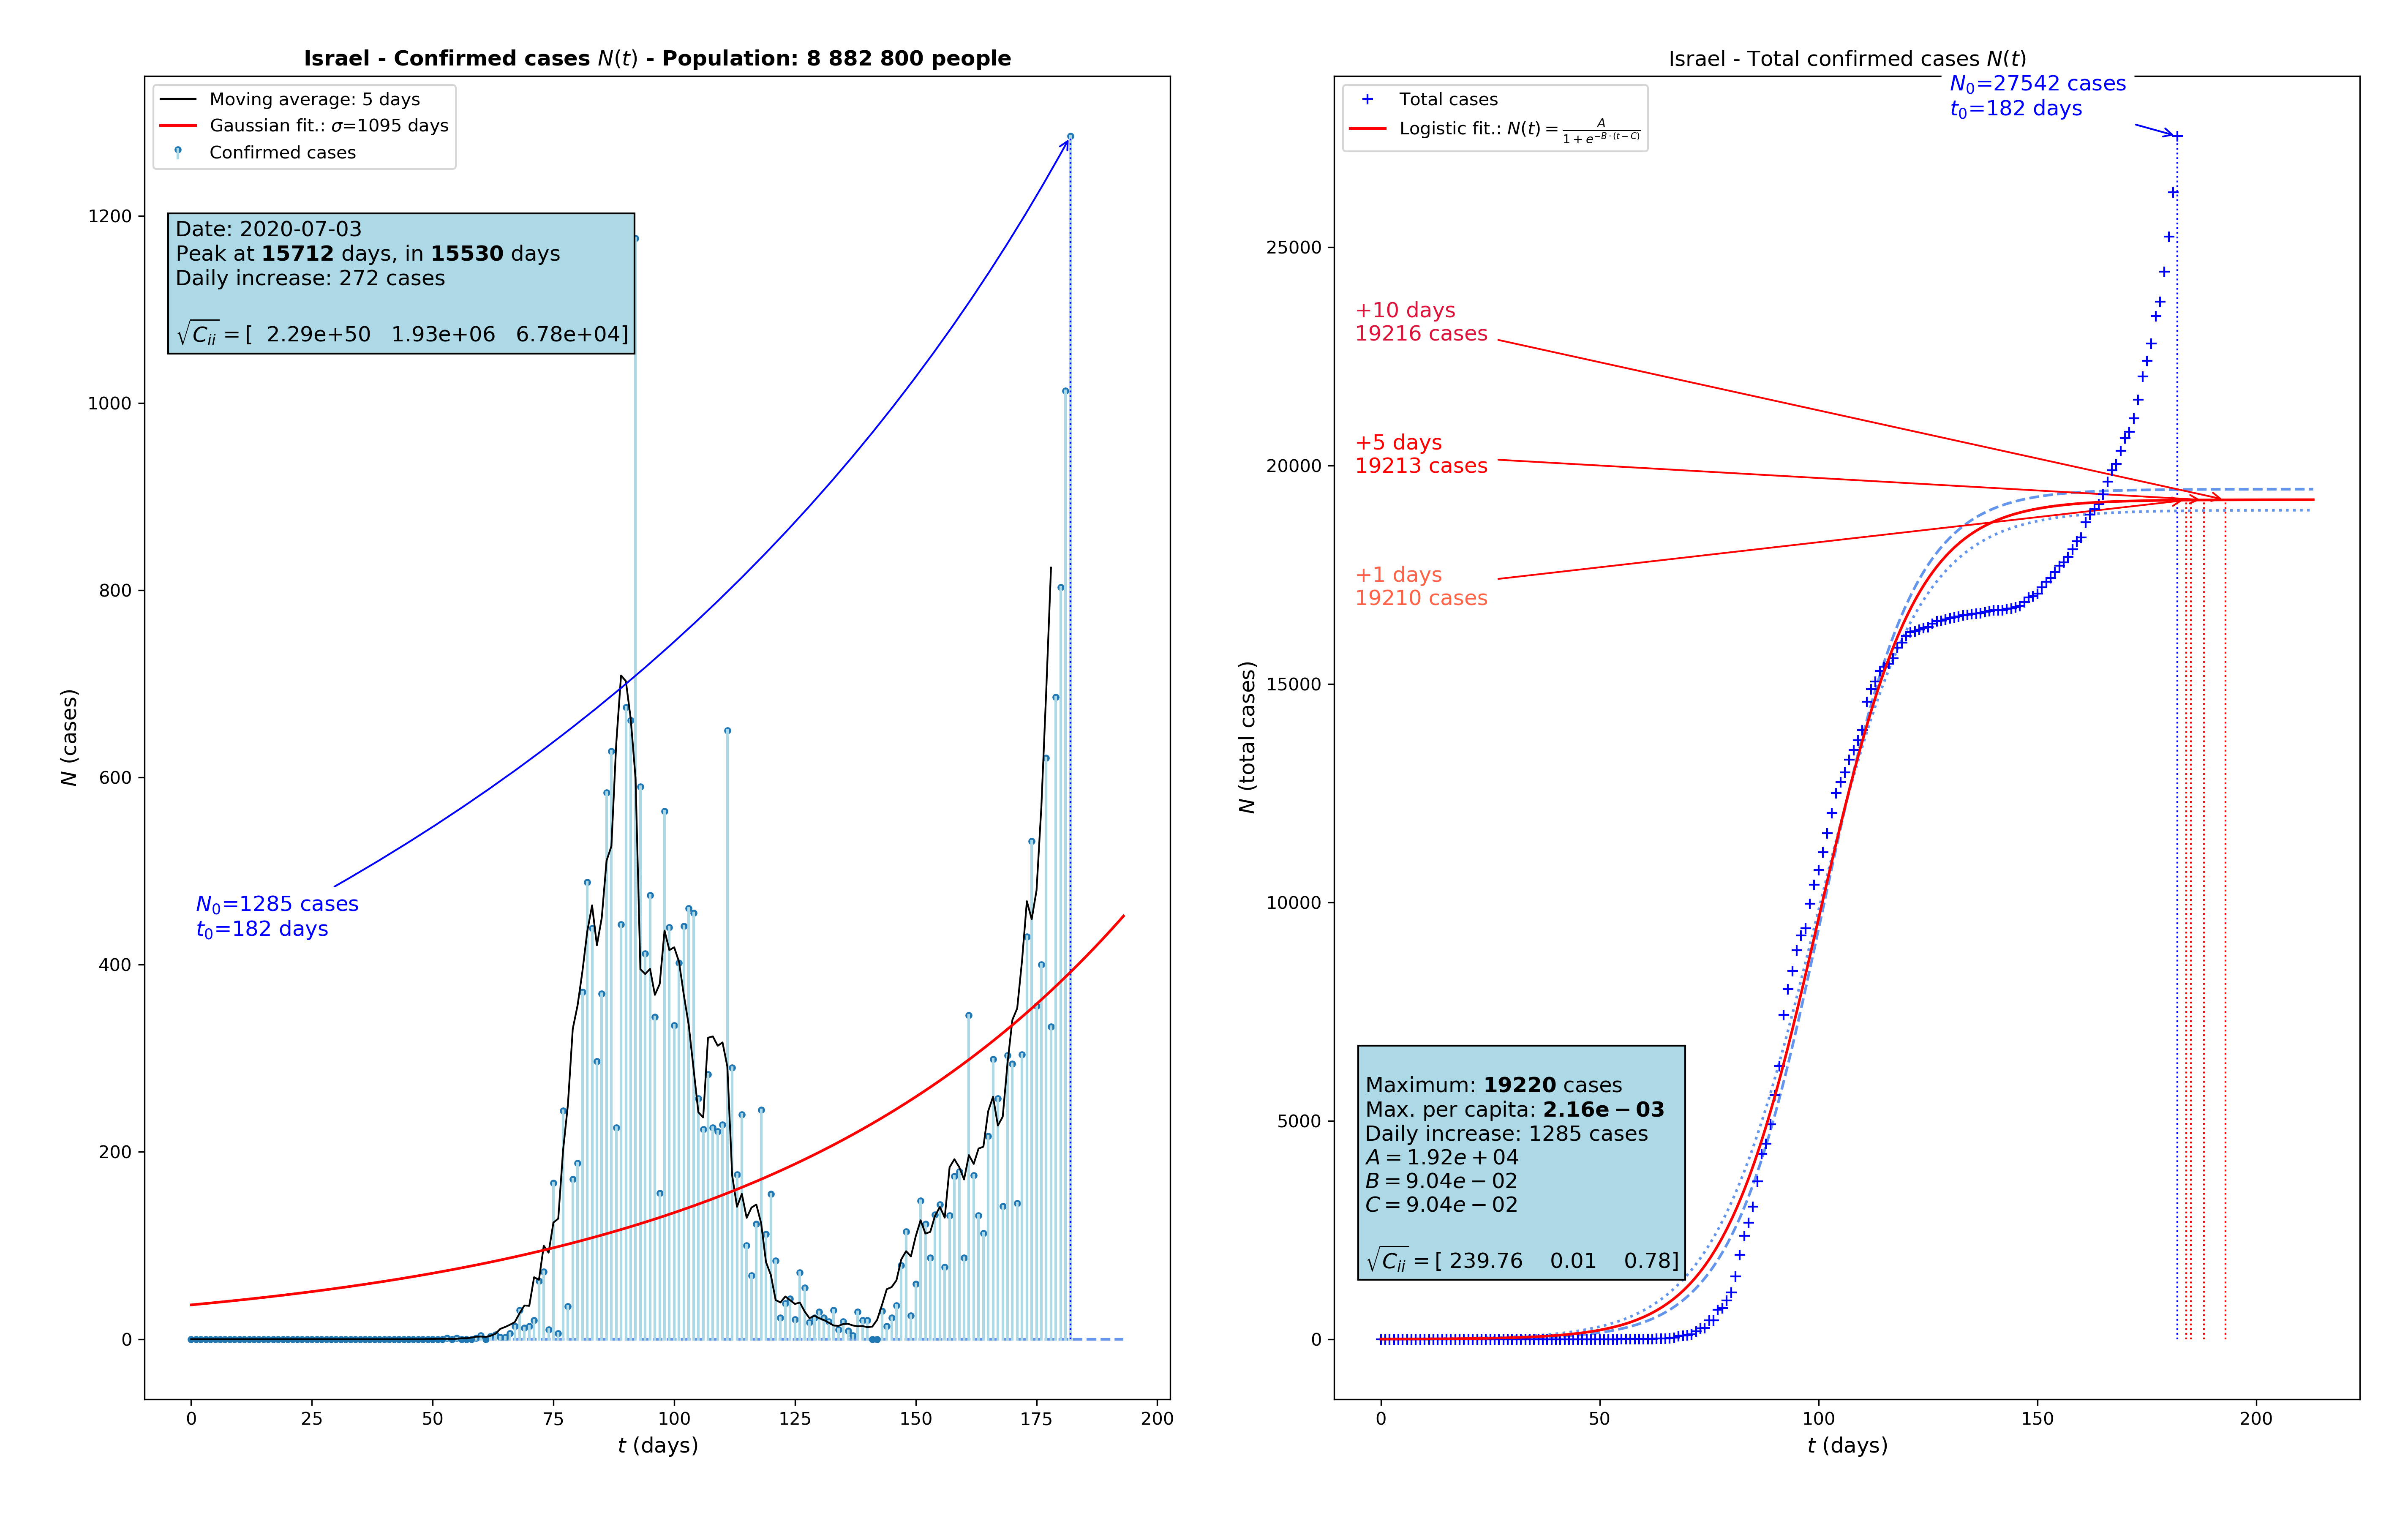 Israel - Confirmed cases N(t) - Population: 8 882 800 people
Moving average: 5 days
Gaussian fit.: σ=1095 days
Confirmed cases
Date: 2020-07-03
Peak at 15712 days, in 15530 days
Daily increase: 272 cases
√C_ii = [ 2.29e+50 1.93e+06 6.78e+04]
N₀=1285 cases
t₀=182 days
N (cases)
1200
1000
800
600
400
200
0
0 25 50 75 100 125 150 175 200
t (days)
Israel - Total confirmed cases N(t)
Total cases
Logistic fit.: N(t) = A / (1 + e^{-B·(t-C)})
N₀=27542 cases
t₀=182 days
+10 days
19216 cases
+5 days
19213 cases
+1 days
19210 cases
Maximum: 19220 cases
Max. per capita: 2.16e − 03
Daily increase: 1285 cases
A = 1.92e + 04
B = 9.04e − 02
C = 9.04e − 02
√C_ii = [ 239.76 0.01 0.78]
N (total cases)
25000
20000
15000
10000
5000
0
0 50 100 150 200
t (days)